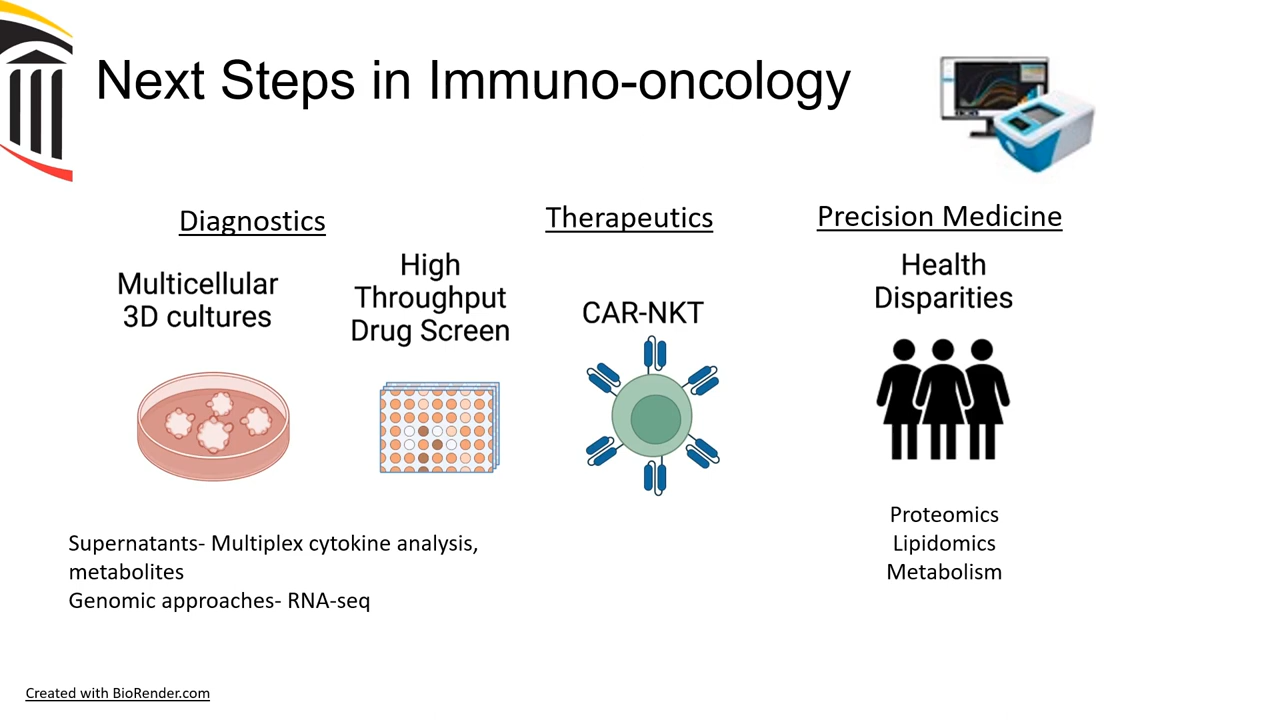 Next Steps in Immuno-oncology
Diagnostics
Multicellular
3D cultures
High
Throughput
Drug Screen
Supernatants- Multiplex cytokine analysis,
metabolites
Genomic approaches- RNA-seq
Therapeutics
CAR-NKT
Precision Medicine
Health
Disparities
Proteomics
Lipidomics
Metabolism
Created with BioRender.com